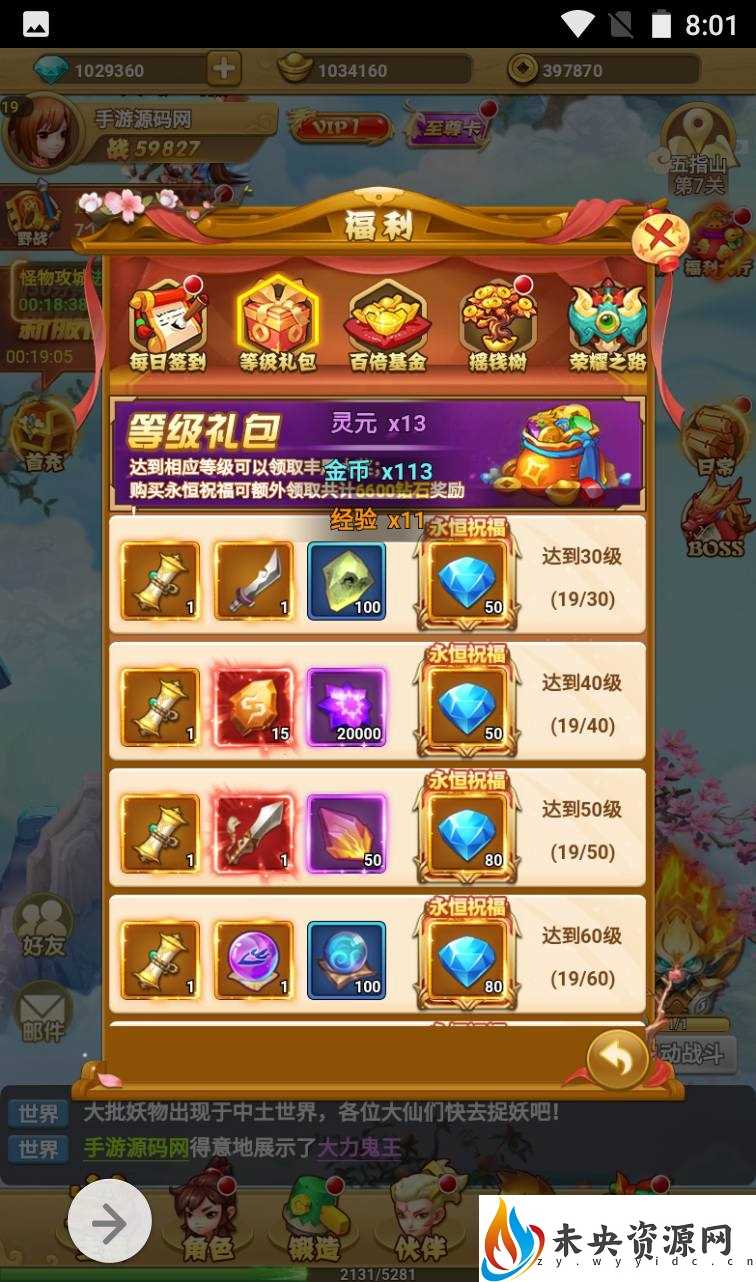 8:01
1029360
1034160
397870
19
手游源码网
战 59827
VIP1
至尊卡
五指山
第7关
野战
福利
怪物攻城
00:18:38
00:19:05
每日签到
等级礼包
百倍基金
摇钱树
荣耀之路
首充
BOSS
等级礼包
灵元 x13
达到相应等级可以领取丰
金币 x113
购买永恒祝福可额外领取共计6600钻石奖励
经验 x11
永恒祝福
1
1
100
50
达到30级
(19/30)
永恒祝福
1
15
20000
50
达到40级
(19/40)
永恒祝福
1
1
50
80
达到50级
(19/50)
永恒祝福
1
1
100
80
达到60级
(19/60)
好友
邮件
1/1
动战斗
世界
大批妖物出现于中土世界，各位大仙们快去捉妖吧！
世界
手游源码网得意地展示了大力鬼王
角色
锻造
伙伴
2131/5281
未央资源网
z y . w y y i d c . c n